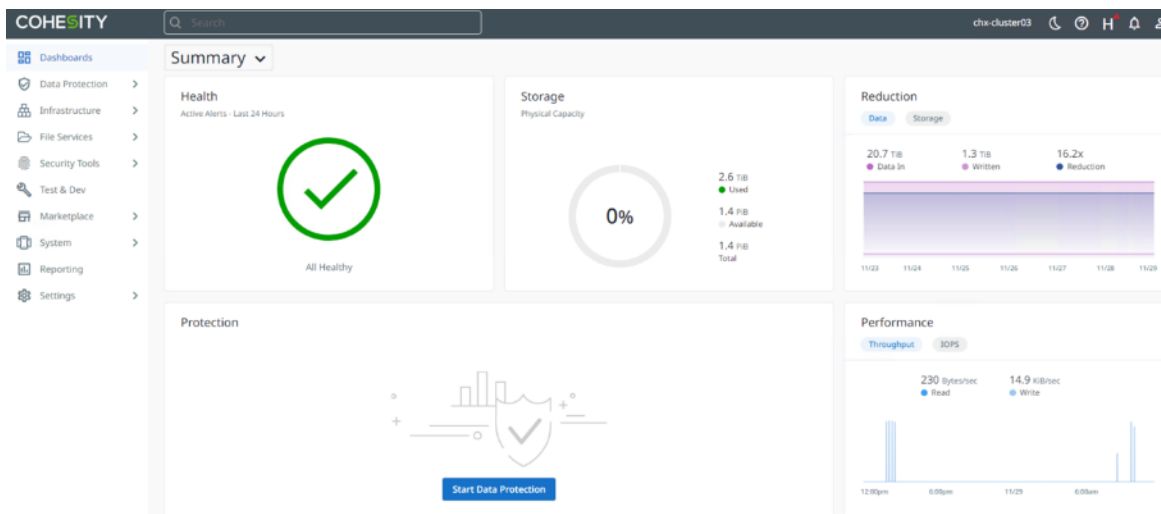 COHESITY
Search
chx-cluster03
H
Dashboards
Data Protection
Infrastructure
File Services
Security Tools
Test & Dev
Marketplace
System
Reporting
Settings
Summary
Health
Active Alerts - Last 24 Hours
All Healthy
Storage
Physical Capacity
0%
2.6 TiB
Used
1.4 PiB
Available
1.4 PiB
Total
Reduction
Data Storage
20.7 TiB 1.3 TiB 16.2x
Data In Written Reduction
11/23 11/24 11/25 11/26 11/27 11/28 11/29
Protection
Start Data Protection
Performance
Throughput IOPS
230 Bytes/sec 14.9 KiB/sec
Read Write
12:00pm 6:00pm 11/29 6:00am